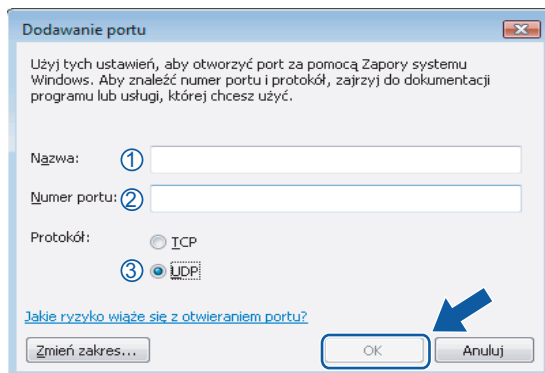 Dodawanie portu
Użyj tych ustawień, aby otworzyć port za pomocą Zapory systemu
Windows. Aby znaleźć numer portu i protokół, zajrzyj do dokumentacji
programu lub usługi, której chcesz użyć.
Nazwa: 1
Numer portu: 2
Protokół: TCP
3 UDP
Jakie ryzyko wiąże się z otwieraniem portu?
Zmień zakres... OK Anuluj